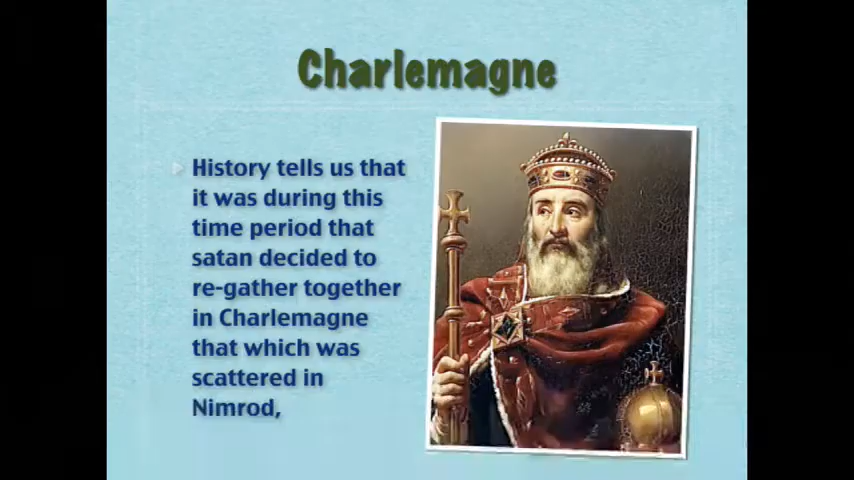 Charlemagne
History tells us that
it was during this
time period that
satan decided to
re-gather together
in Charlemagne
that which was
scattered in
Nimrod,